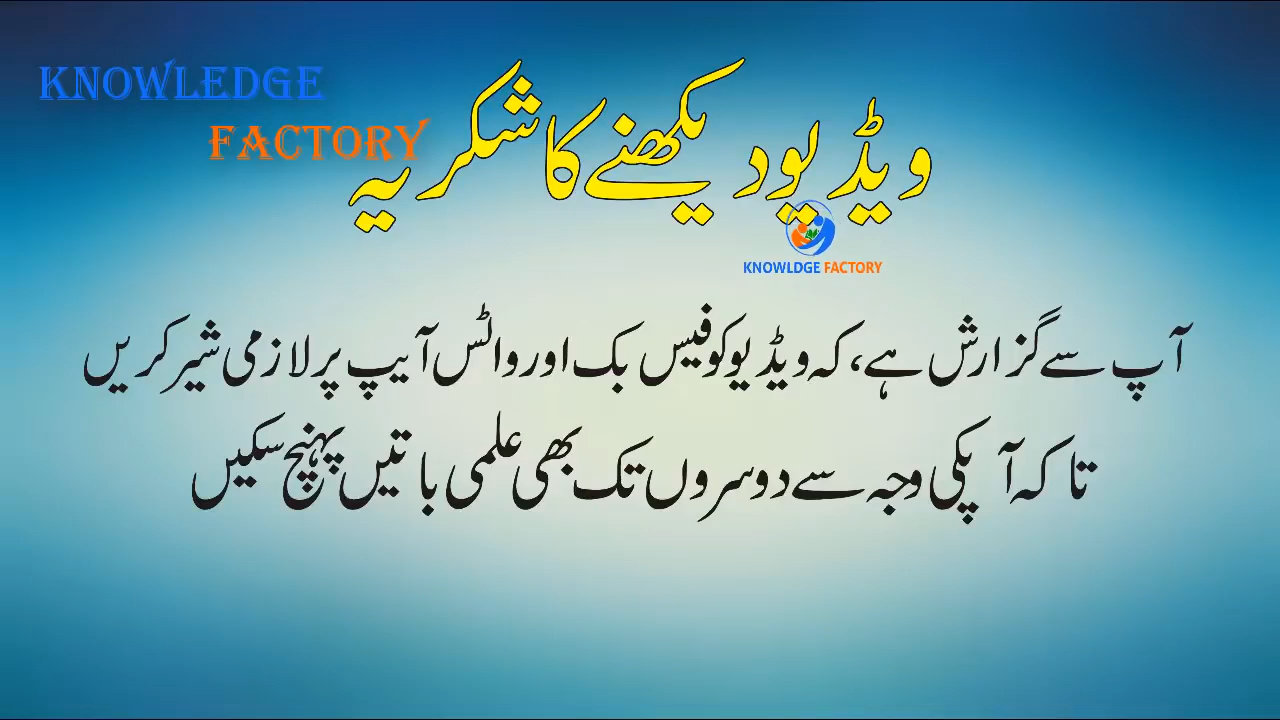 KNOWLEDGE
FACTORY
ویڈیو دیکھنے کا شکریہ
KNOWLDGE FACTORY
آپ سے گزارش ہے، کہ ویڈیو کو فیس بک اور واٹس آیپ پر لازمی شیر کریں
تاکہ آپکی وجہ سے دوسروں تک بھی علمی باتیں پہنچ سکیں